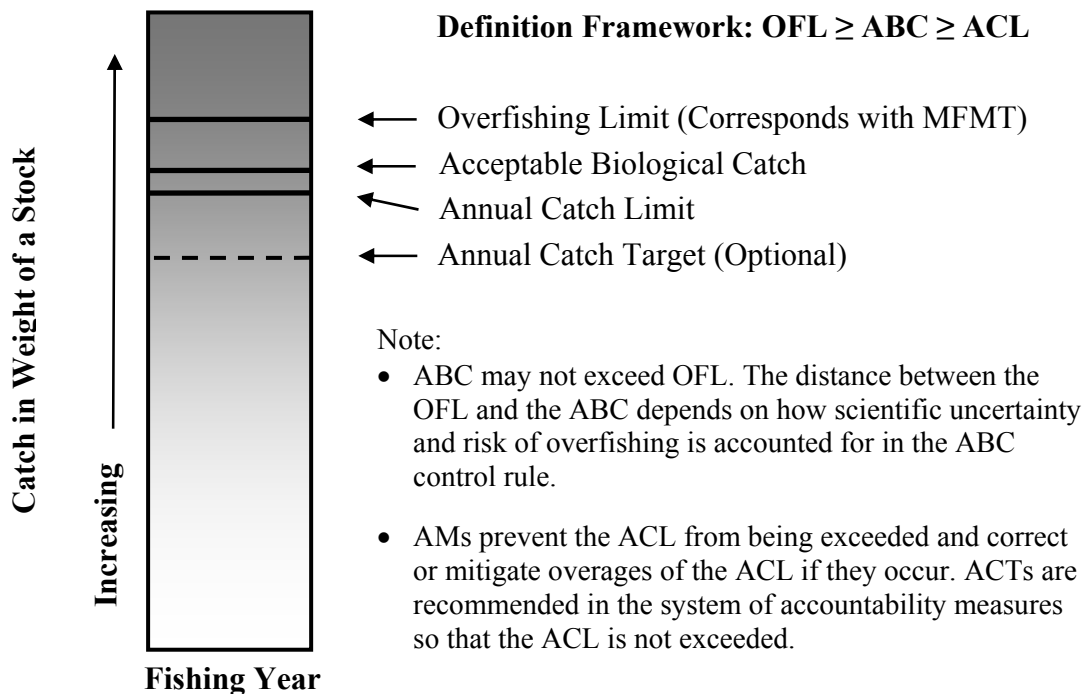 Definition Framework: OFL ≥ ABC ≥ ACL
Catch in Weight of a Stock
Increasing
Overfishing Limit (Corresponds with MFMT)
Acceptable Biological Catch
Annual Catch Limit
Annual Catch Target (Optional)
Note:
• ABC may not exceed OFL. The distance between the
OFL and the ABC depends on how scientific uncertainty
and risk of overfishing is accounted for in the ABC
control rule.
• AMs prevent the ACL from being exceeded and correct
or mitigate overages of the ACL if they occur. ACTs are
recommended in the system of accountability measures
so that the ACL is not exceeded.
Fishing Year